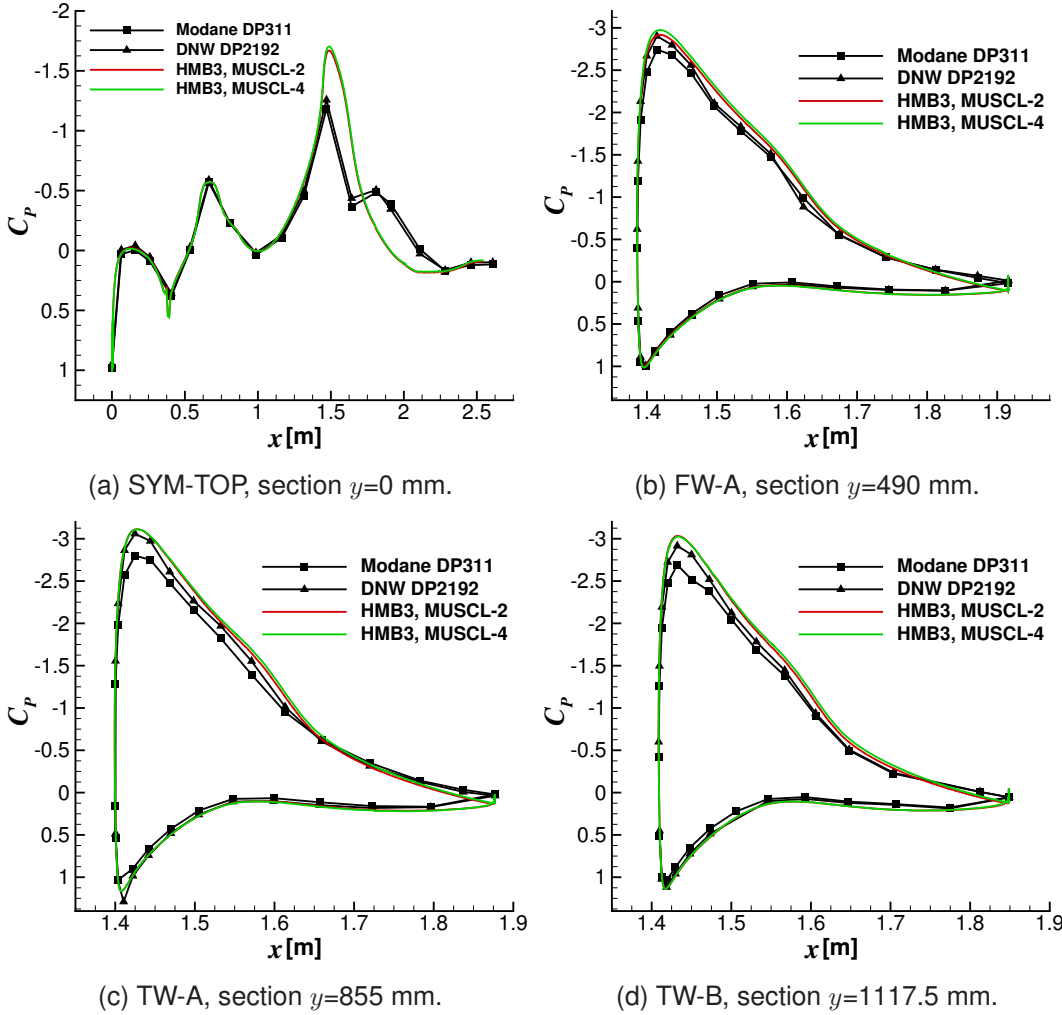 -2
-1.5
-1
-0.5
0
0.5
1
C_P
0
0.5
1
1.5
2
2.5
x [m]
Modane DP311
DNW DP2192
HMB3, MUSCL-2
HMB3, MUSCL-4
(a) SYM-TOP, section y=0 mm.
-3
-2.5
-2
-1.5
-1
-0.5
0
0.5
1
C_P
1.4
1.5
1.6
1.7
1.8
1.9
x [m]
Modane DP311
DNW DP2192
HMB3, MUSCL-2
HMB3, MUSCL-4
(b) FW-A, section y=490 mm.
-3
-2.5
-2
-1.5
-1
-0.5
0
0.5
1
C_P
1.4
1.5
1.6
1.7
1.8
1.9
x [m]
Modane DP311
DNW DP2192
HMB3, MUSCL-2
HMB3, MUSCL-4
(c) TW-A, section y=855 mm.
-3
-2.5
-2
-1.5
-1
-0.5
0
0.5
1
C_P
1.4
1.5
1.6
1.7
1.8
1.9
x [m]
Modane DP311
DNW DP2192
HMB3, MUSCL-2
HMB3, MUSCL-4
(d) TW-B, section y=1117.5 mm.